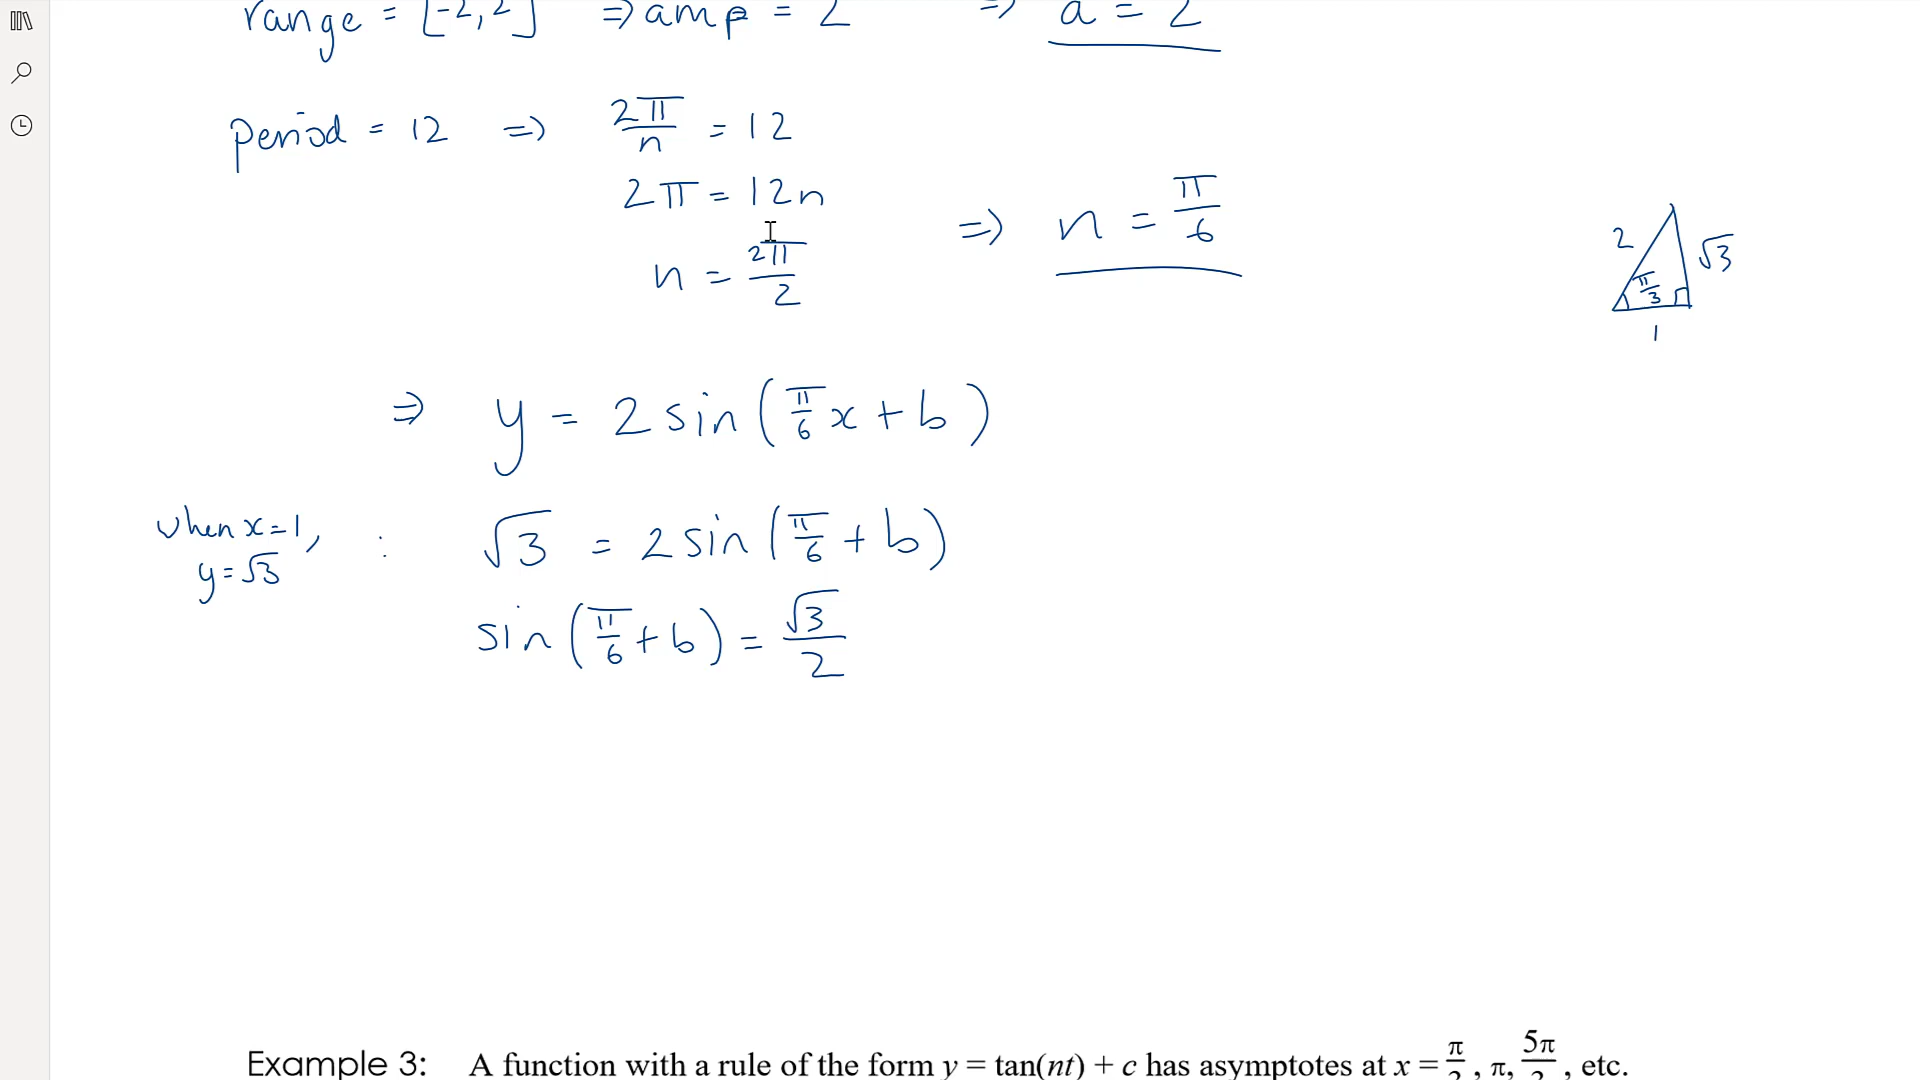 range = [-2, 2] ⇒ amp = 2 ⇒ a = 2
period = 12 ⇒ 2π/n = 12
2π = 12n
n = 2π/2 ⇒ n = π/6
2 √3
π/3
1
⇒ y = 2 sin(π/6 x + b)
when x = 1, : √3 = 2 sin(π/6 + b)
y = √3
sin(π/6 + b) = √3/2
Example 3: A function with a rule of the form y = tan(nt) + c has asymptotes at x = π/2, π, 5π/2, etc.